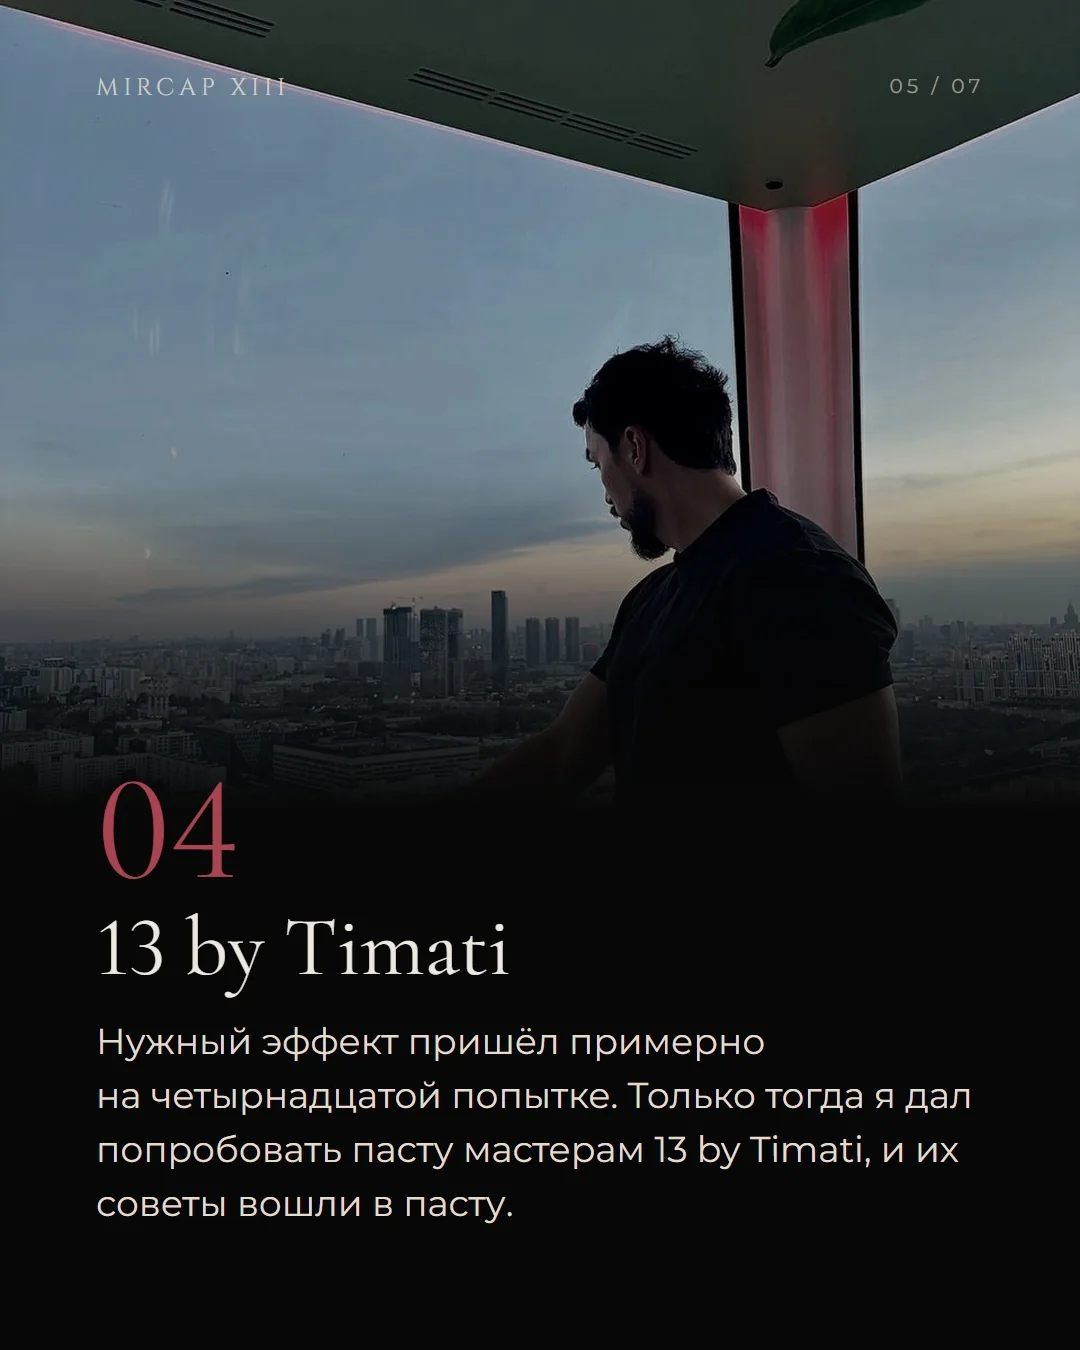 MIRCAP XIII
05 / 07
04
13 by Timati
Нужный эффект пришёл примерно
на четырнадцатой попытке. Только тогда я дал
попробовать пасту мастерам 13 by Timati, и их
советы вошли в пасту.